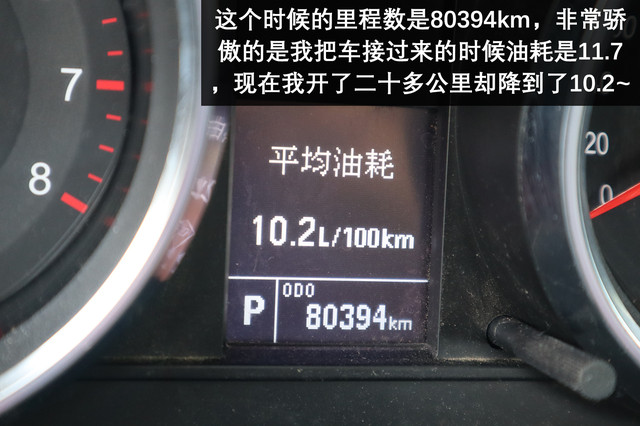 这个时候的里程数是80394km，非常骄
傲的是我把车接过来的时候油耗是11.7
，现在我开了二十多公里却降到了10.2~
7
8
平均油耗
10.2L/100km
P
ODO
80394km
20
0